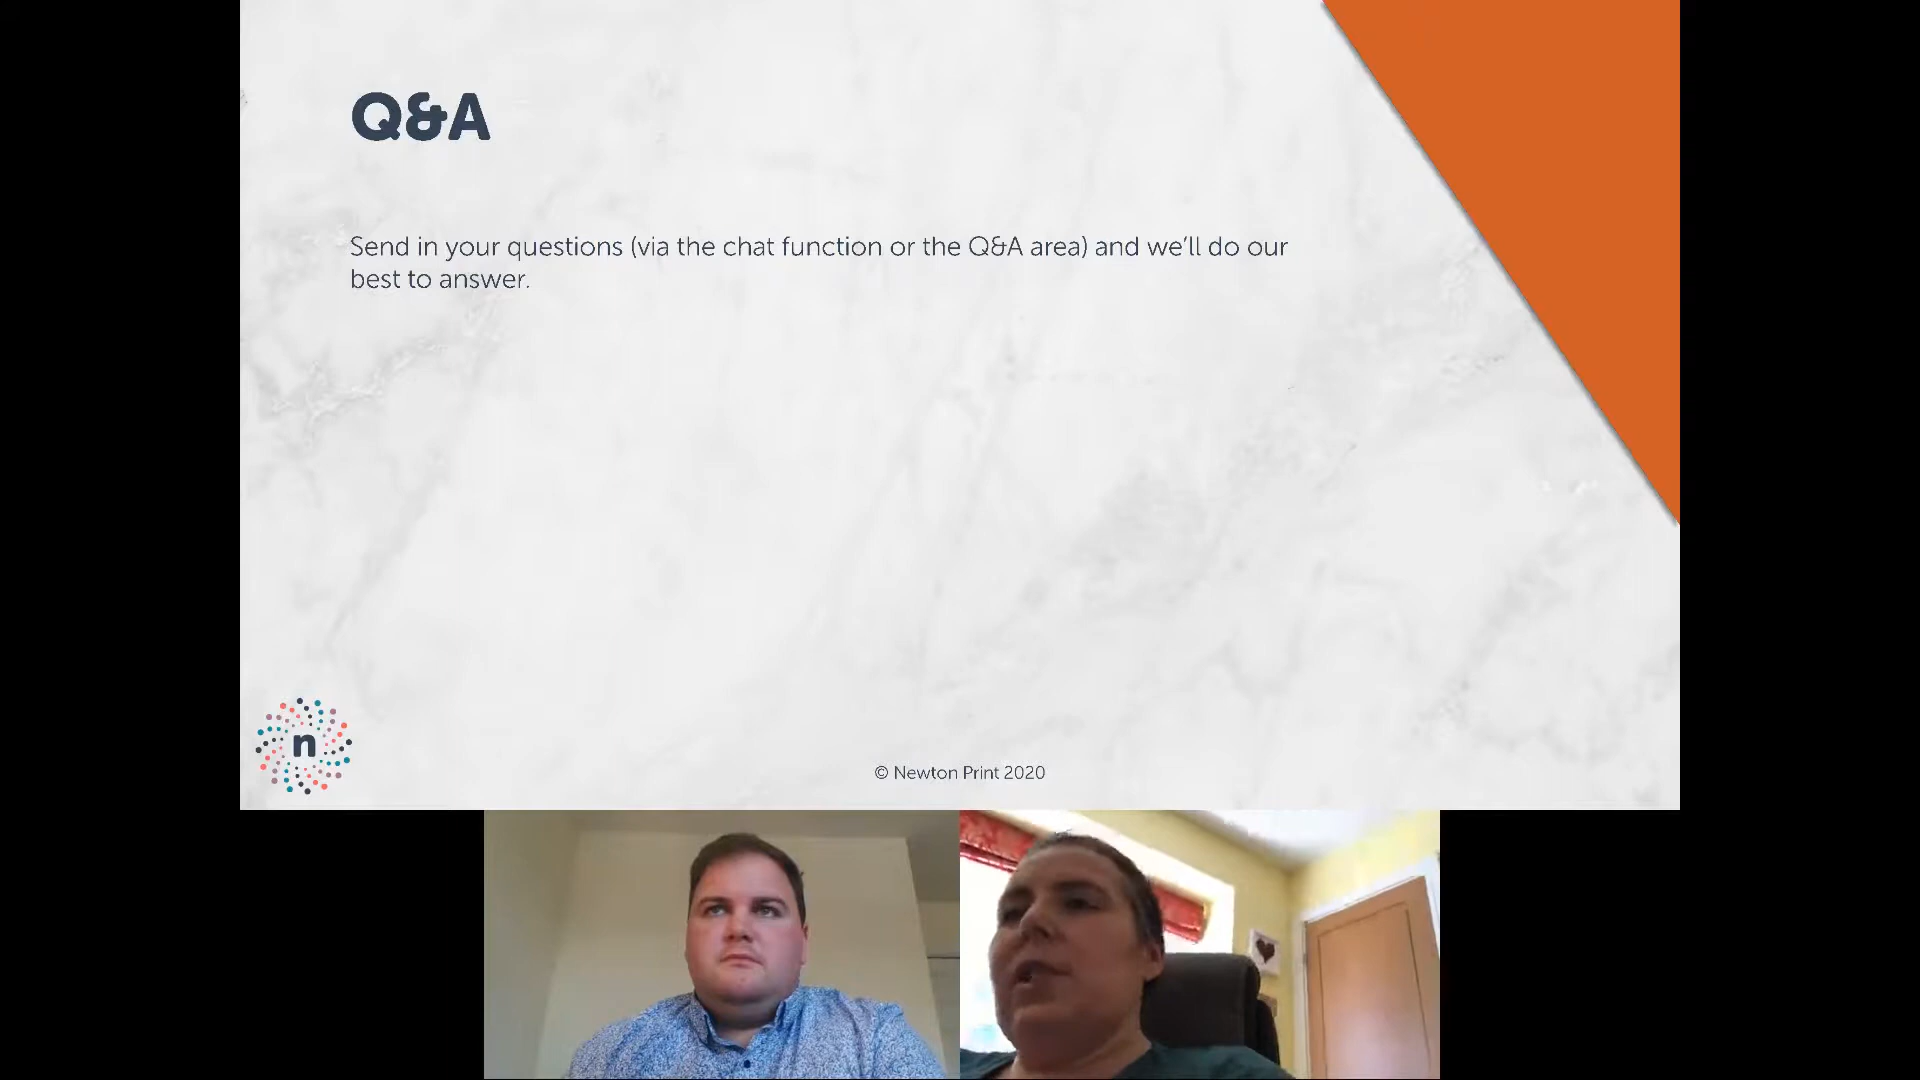 Q&A
Send in your questions (via the chat function or the Q&A area) and we’ll do our
best to answer.
n
© Newton Print 2020